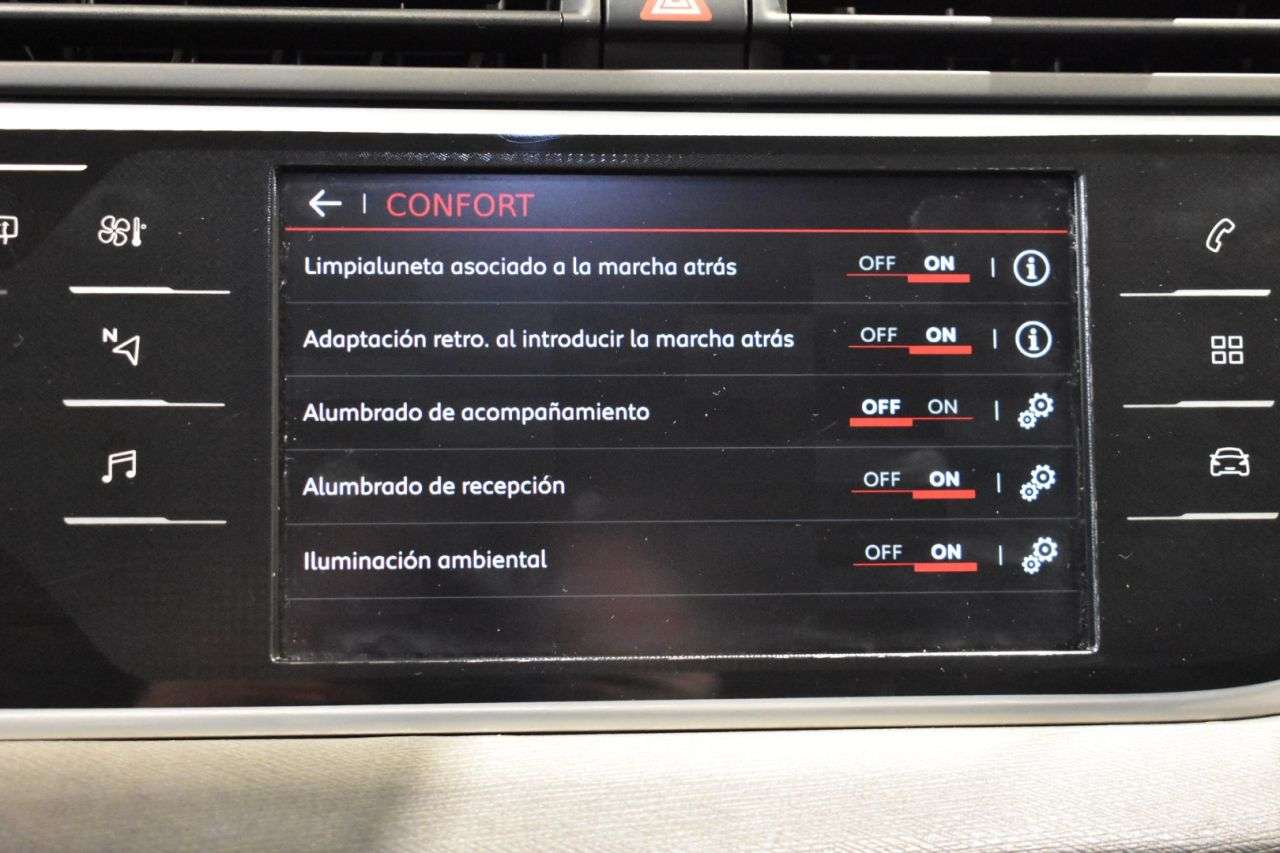 CONFORT
Limpialuneta asociado a la marcha atrás OFF ON
Adaptación retro. al introducir la marcha atrás OFF ON
Alumbrado de acompañamiento OFF ON
Alumbrado de recepción OFF ON
Iluminación ambiental OFF ON
N